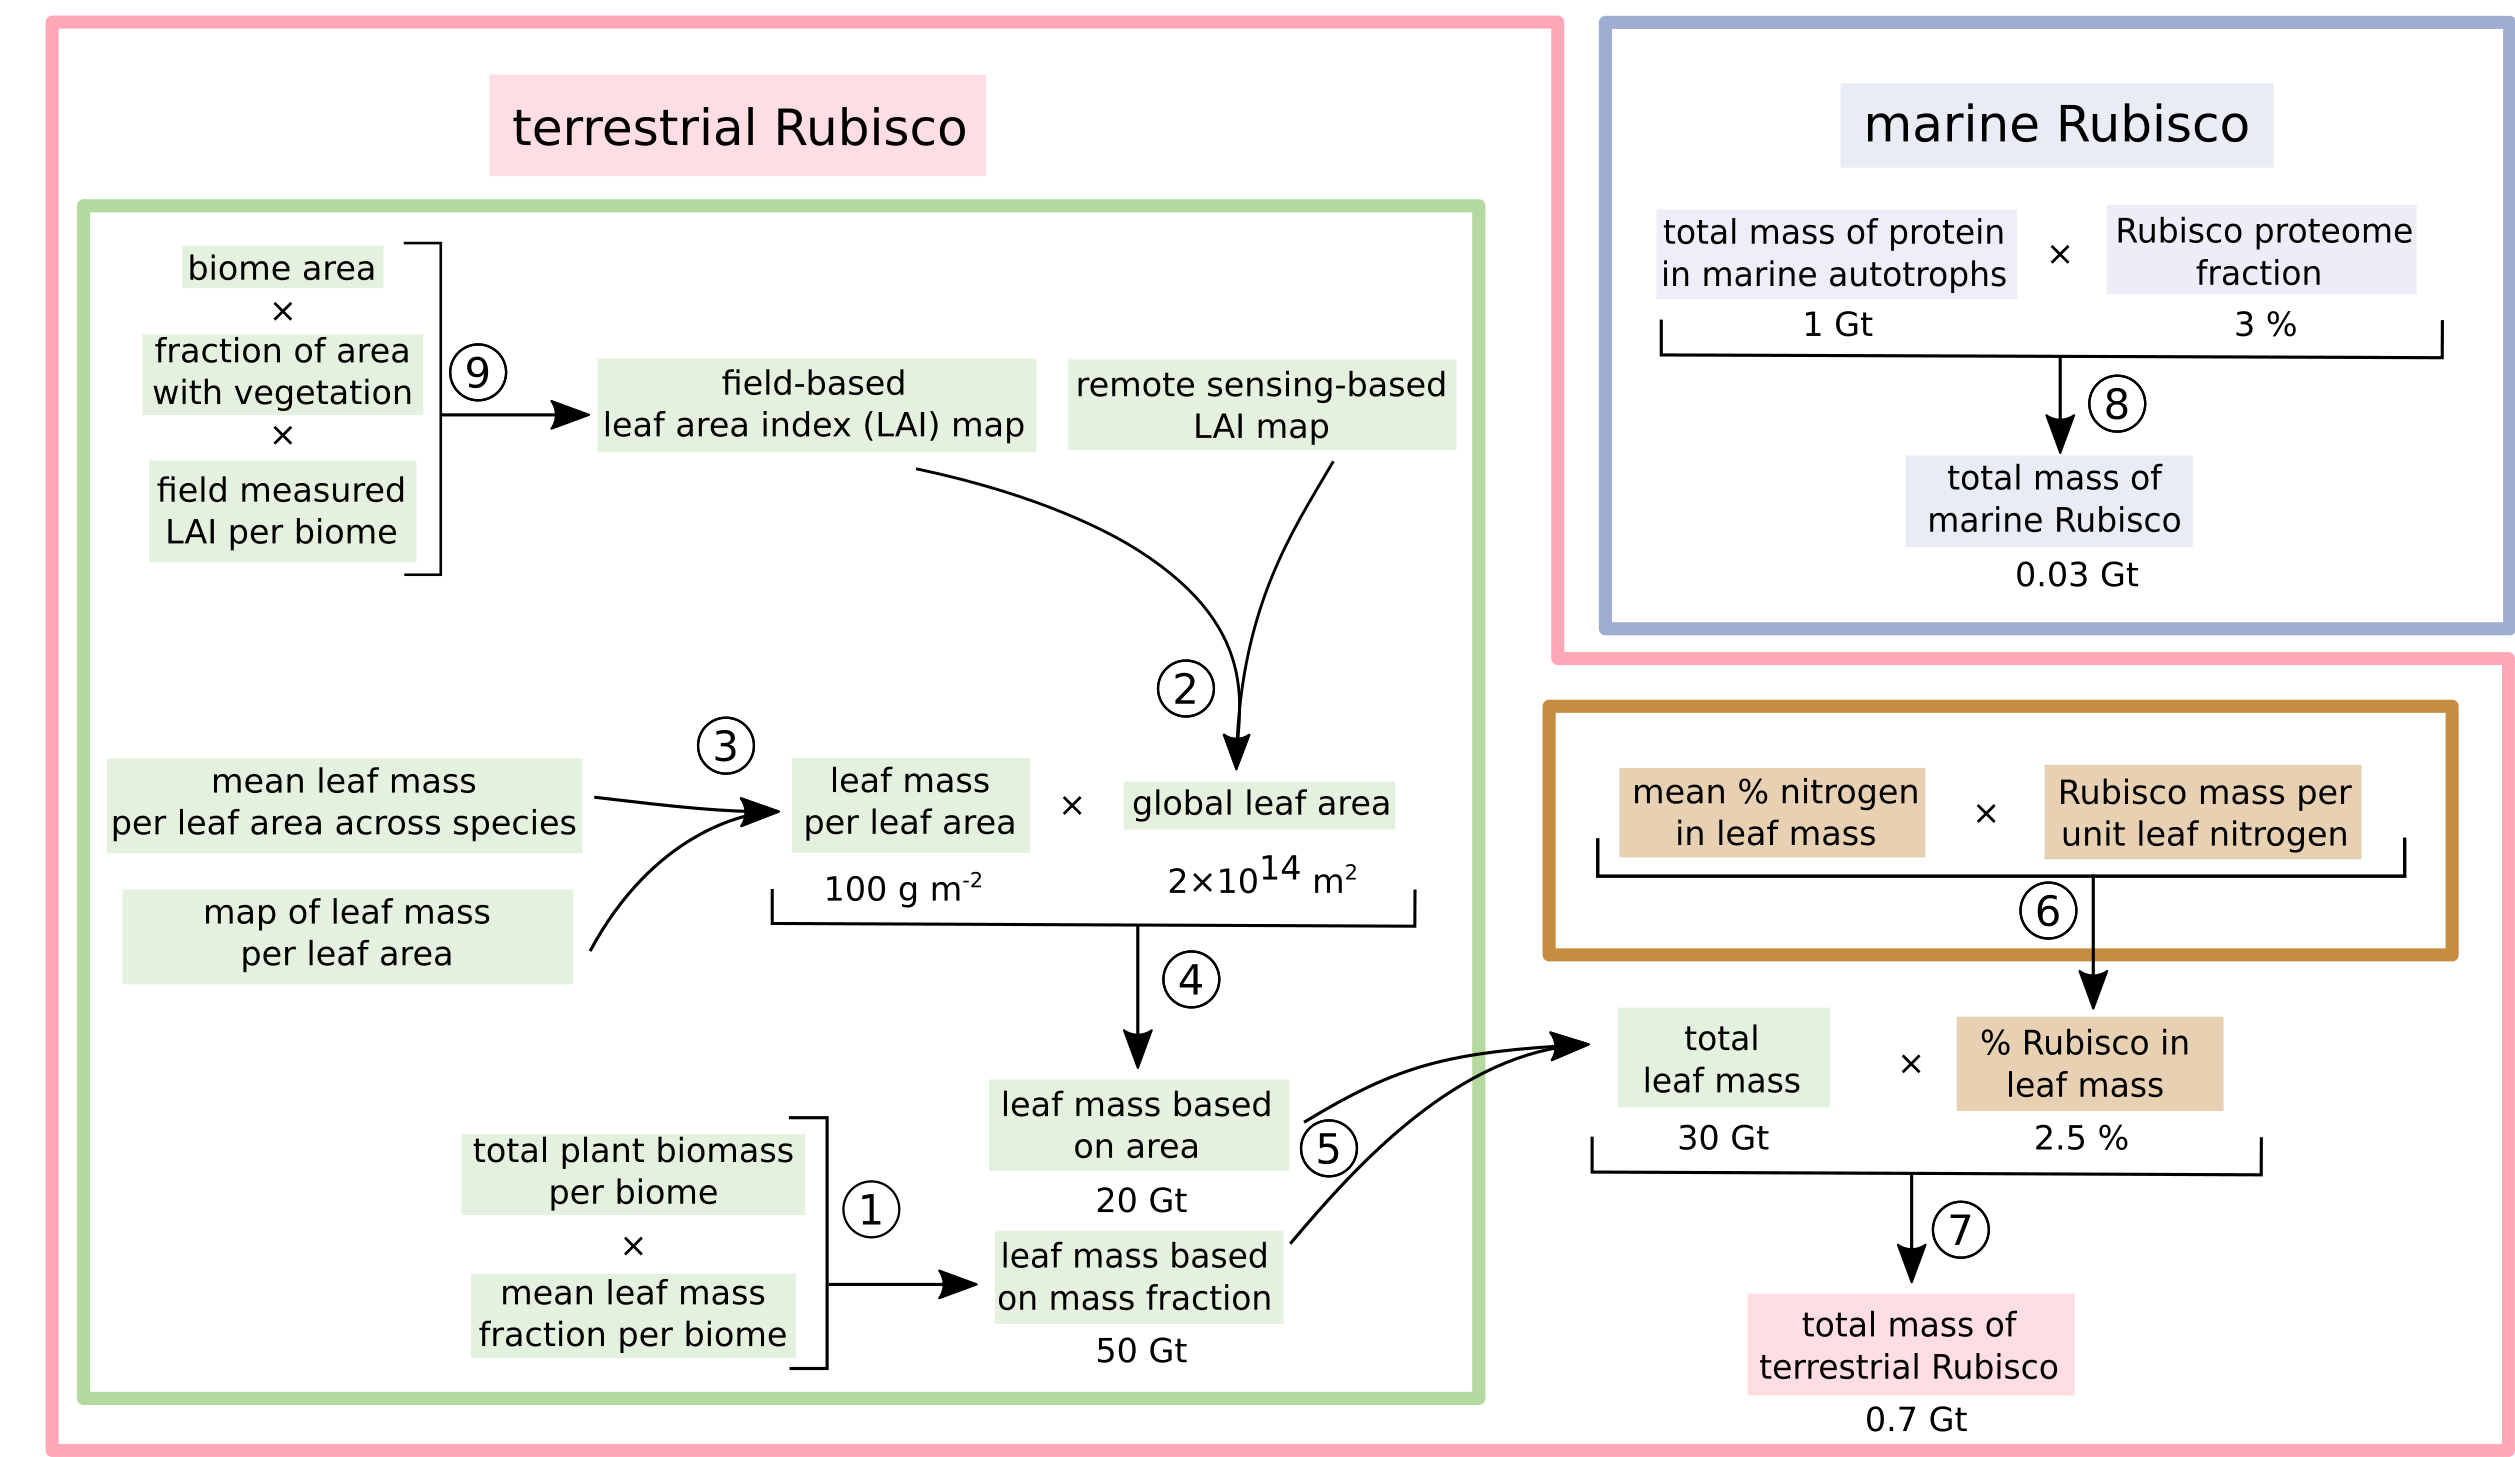 terrestrial Rubisco
biome area
×
fraction of area
with vegetation
×
field measured
LAI per biome
9
field-based
leaf area index (LAI) map
remote sensing-based
LAI map
2
3
mean leaf mass
per leaf area across species
map of leaf mass
per leaf area
leaf mass
per leaf area
×
global leaf area
100 g m⁻²
2×10¹⁴ m²
4
leaf mass based
on area
20 Gt
5
total plant biomass
per biome
×
mean leaf mass
fraction per biome
1
leaf mass based
on mass fraction
50 Gt
marine Rubisco
total mass of protein
in marine autotrophs
×
Rubisco proteome
fraction
1 Gt
3 %
8
total mass of
marine Rubisco
0.03 Gt
mean % nitrogen
in leaf mass
×
Rubisco mass per
unit leaf nitrogen
6
total
leaf mass
×
% Rubisco in
leaf mass
30 Gt
2.5 %
7
total mass of
terrestrial Rubisco
0.7 Gt